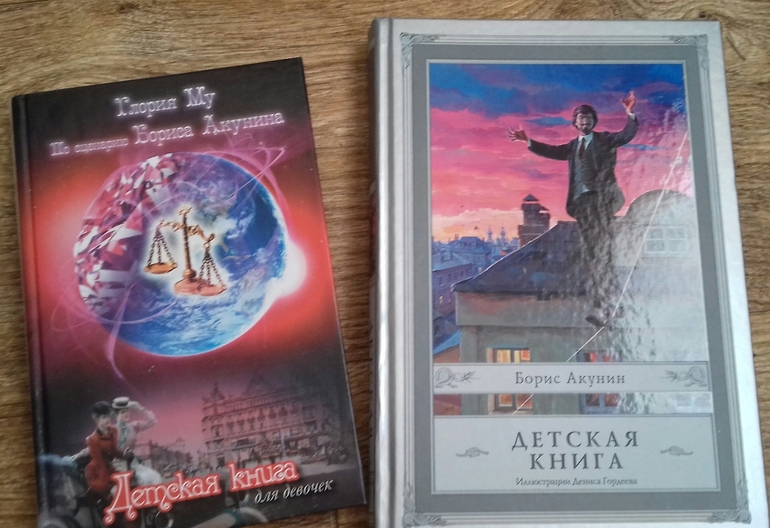 Глория Му
По сценарию Бориса Акунина
Детская книга
для девочек
Борис Акунин
ДЕТСКАЯ
КНИГА
Иллюстрации Дениса Гордеева